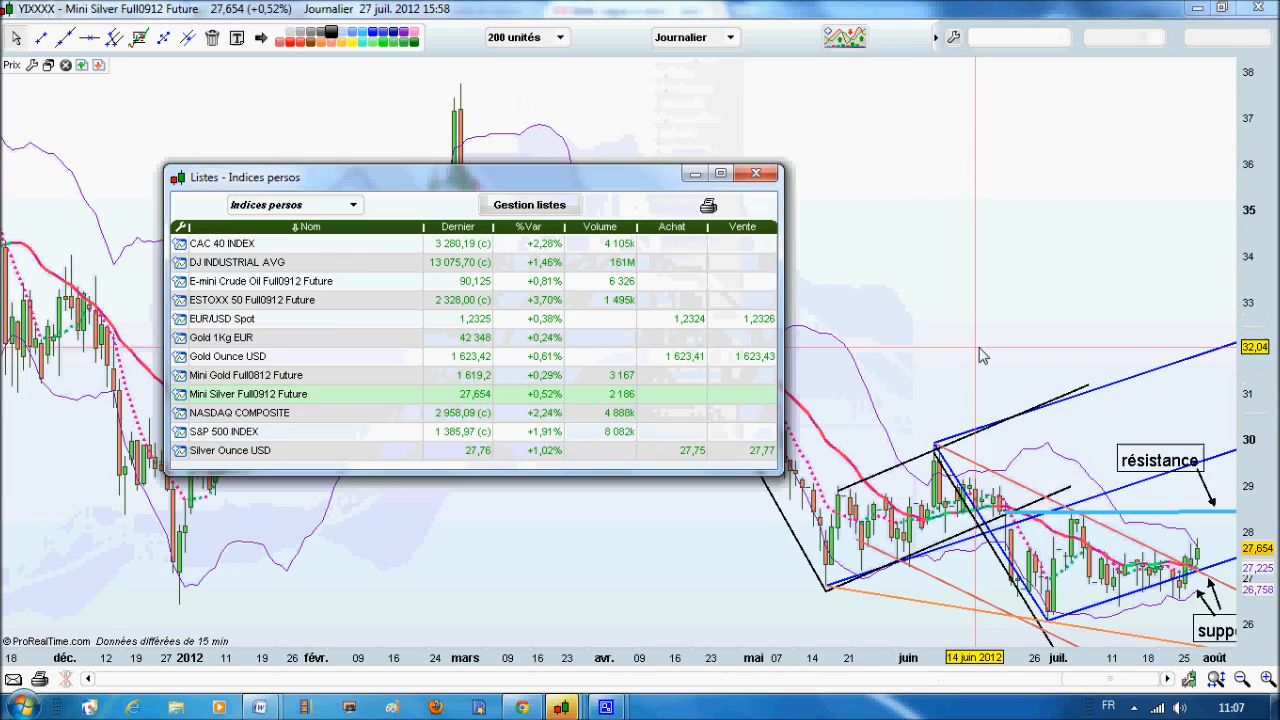 YIXXXX - Mini Silver Full0912 Future 27,654 (+0,52%) Journalier 27 juil. 2012 15:58
200 unités Journalier
Prix
38
37
36
35
34
33
32,04
31
30
29
28
27,654
27,225
27
26,758
26
Listes - Indices persos
Indices persos Gestion listes
Nom Dernier %Var Volume Achat Vente
CAC 40 INDEX 3 280,19 (c) +2,28% 4 105k
DJ INDUSTRIAL AVG 13 075,70 (c) +1,46% 161M
E-mini Crude Oil Full0912 Future 90,125 +0,81% 6 326
ESTOXX 50 Full0912 Future 2 328,00 (c) +3,70% 1 495k
EUR/USD Spot 1,2325 +0,38% 1,2324 1,2326
Gold 1Kg EUR 42 348 +0,24%
Gold Ounce USD 1 623,42 +0,61% 1 623,41 1 623,43
Mini Gold Full0812 Future 1 619,2 +0,29% 3 167
Mini Silver Full0912 Future 27,654 +0,52% 2 186
NASDAQ COMPOSITE 2 958,09 (c) +2,24% 4 888k
S&P 500 INDEX 1 385,97 (c) +1,91% 8 082k
Silver Ounce USD 27,76 +1,02% 27,75 27,77
résistance
supp
© ProRealTime.com Données différées de 15 min
18 déc. 12 19 27 2012 11 19 26 févr. 09 16 24 mars 08 16 23 avr. 04 16 23 mai 07 14 21 juin 14 juin 2012 26 juil. 11 18 25 août
FR 11:07